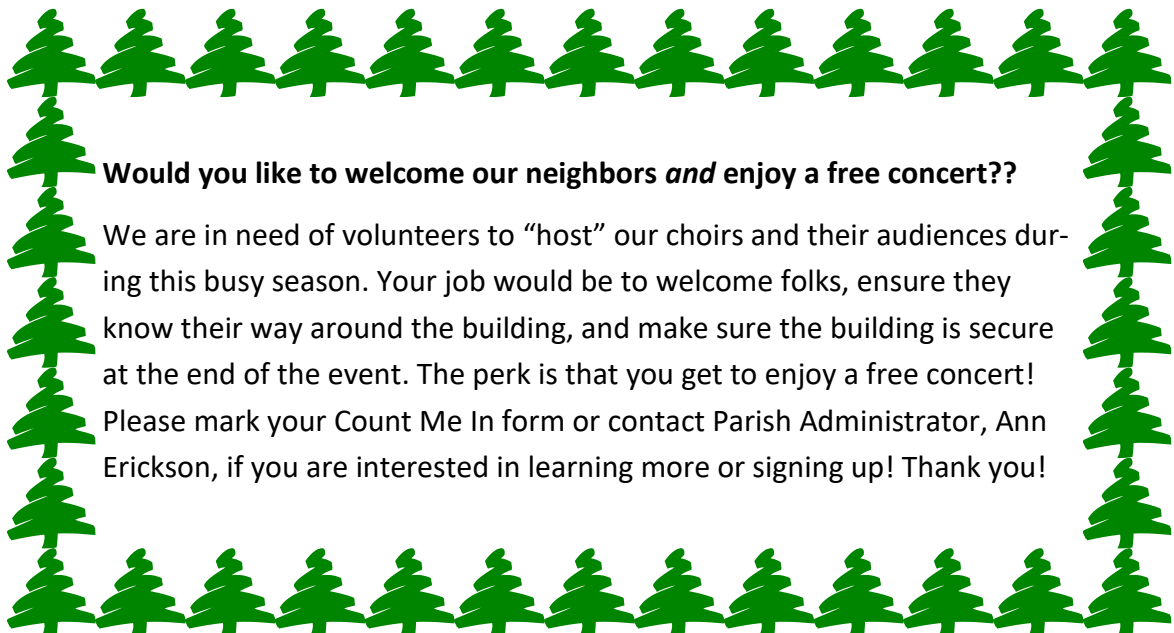 Would you like to welcome our neighbors and enjoy a free concert??
We are in need of volunteers to “host” our choirs and their audiences dur-
ing this busy season. Your job would be to welcome folks, ensure they
know their way around the building, and make sure the building is secure
at the end of the event. The perk is that you get to enjoy a free concert!
Please mark your Count Me In form or contact Parish Administrator, Ann
Erickson, if you are interested in learning more or signing up! Thank you!